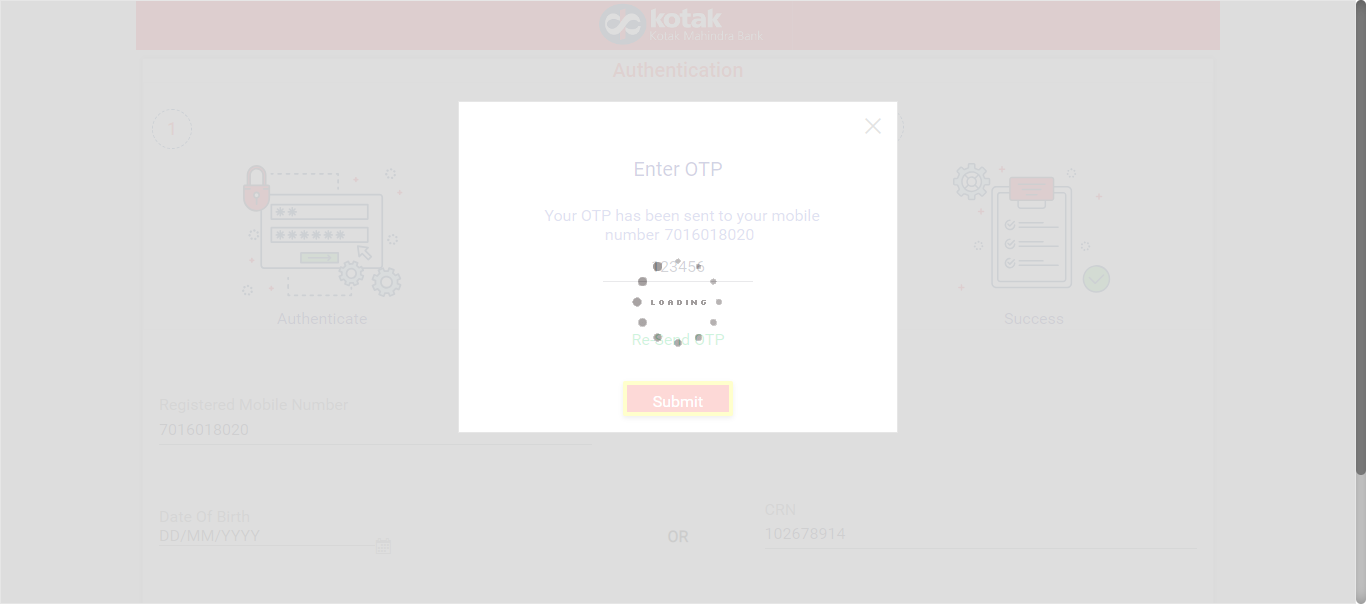 kotak
Kotak Mahindra Bank
Authentication
1
Enter OTP
Your OTP has been sent to your mobile
number 7016018020
123456
LOADING
Re-Send OTP
Submit
Authenticate
Success
Registered Mobile Number
7016018020
Date Of Birth
DD/MM/YYYY
OR
CRN
102678914